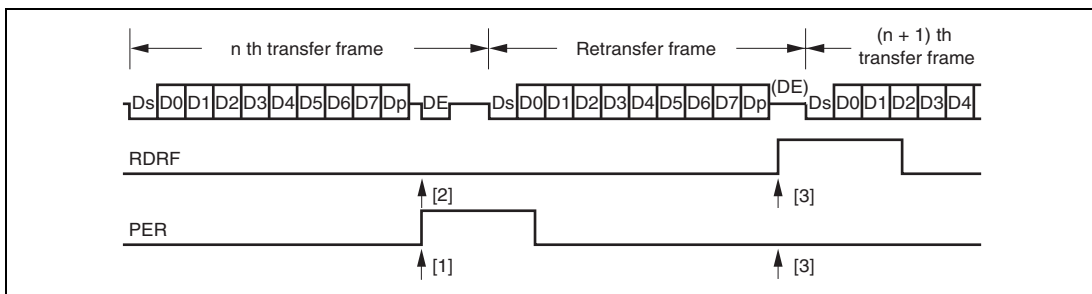 n th transfer frame Retransfer frame (n + 1) th
transfer frame
Ds D0 D1 D2 D3 D4 D5 D6 D7 Dp DE Ds D0 D1 D2 D3 D4 D5 D6 D7 Dp (DE) Ds D0 D1 D2 D3 D4
RDRF
[2] [3]
PER
[1] [3]